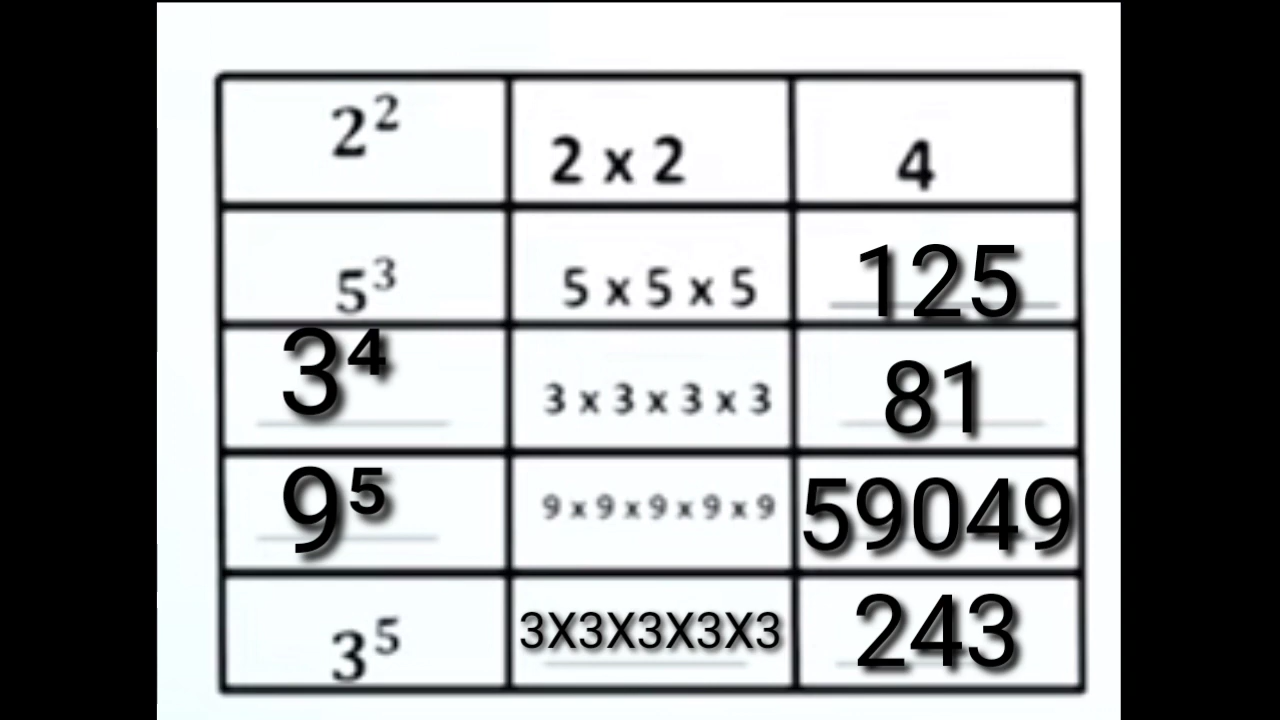 2² 2 x 2 4
5³ 5 x 5 x 5 125
3⁴ 3 x 3 x 3 x 3 81
9⁵ 9 x 9 x 9 x 9 x 9 59049
3⁵ 3X3X3X3X3 243